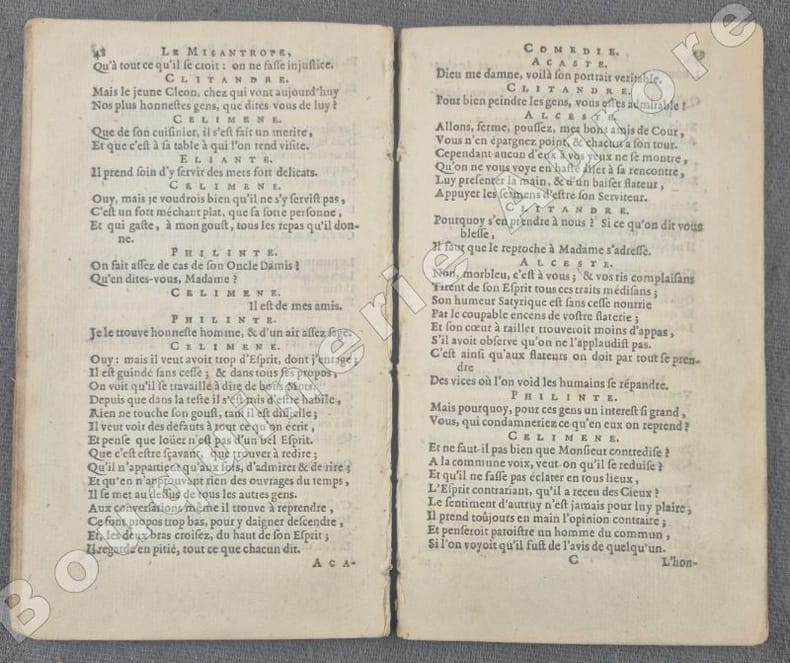 48 LE MISANTROPE,
Qu'à tout ce qu'il se croit : on ne fasse injustice.
CLITANDRE.
Mais le jeune Cleon, chez qui vont aujourd'huy
Nos plus honnestes gens, que dites-vous de luy ?
CELIMENE.
Que de son cuisinier, il s'est fait un merite,
Et que c'est à sa table à qui l'on rend visite.
ELIANTE.
Il prend soin d'y servir des mets fort delicats.
CELIMENE.
Ouy, mais je voudrois bien qu'il ne s'y servist pas,
C'est un fort méchant plat, que sa sotte personne,
Et qui gaste, à mon goust, tous les repas qu'il don-
ne.
PHILINTE.
On fait assez de cas de son Oncle Damis ?
Qu'en dites-vous, Madame ?
CELIMENE.
Il est de mes amis.
PHILINTE.
Je le trouve honneste homme, & d'un air assez sege.
CELIMENE.
Ouy : mais il veut avoir trop d'Esprit, dont j'enrage ;
Il est guindé sans cesse ; & dans tous ses propos,
On voit qu'il se travaille à dire de bons Mots.
Depuis que dans la teste il s'est mis d'estre habile,
Rien ne touche son goust, tant il est difficile ;
Il veut voir des defauts à tout ce qu'on écrit,
Et pense que loüer n'est pas d'un bel Esprit.
Que c'est estre sçavant, que trouver à redire ;
Qu'il n'appartient qu'aux sots, d'admirer & de rire ;
Et qu'en n'approuvant rien des ouvrages du temps,
Il se met au dessus de tous les autres gens.
Aux conversations même il trouve à reprendre,
Ce sont propos trop bas, pour y daigner descendre,
Et, les deux bras croisez, du haut de son Esprit ;
Il regarde en pitié, tout ce que chacun dit.
ACA-
COMEDIE.
ACASTE.
Dieu me damne, voilà son portrait veritable.
CLITANDRE.
Pour bien peindre les gens, vous estes admirable !
ALCESTE.
Allons, ferme, poussez, mes bons amis de Cour,
Vous n'en épargnez point, & chacun a son tour.
Cependant aucun d'eux à vos yeux ne se montre,
Qu'on ne vous voye en haste aller à sa rencontre,
Luy presenter la main, & d'un baiser flateur,
Appuyer les sermens d'estre son Serviteur.
CLITANDRE.
Pourquoy s'en prendre à nous ? Si ce qu'on dit vous
blesse,
Il faut que le reproche à Madame s'adresse.
ALCESTE.
Non, morbleu, c'est à vous ; & vos ris complaisans
Tirent de son Esprit tous ces traits médisans ;
Son humeur Satyrique est sans cesse nourrie
Par le coupable encens de vostre flaterie ;
Et son cœur à railler trouveroit moins d'appas,
S'il avoit observé qu'on ne l'applaudist pas.
C'est ainsi qu'aux flateurs on doit par tout se pren-
dre
Des vices où l'on void les humains se répandre.
PHILINTE.
Mais pourquoy, pour ces gens un interest si grand,
Vous, qui condamneriez ce qu'en eux on reprend ?
CELIMENE.
Et ne faut-il pas bien que Monsieur contredise ?
A la commune voix, veut-on qu'il se reduise ?
Et qu'il ne fasse pas éclater en tous lieux,
L'Esprit contrariant, qu'il a receu des Cieux ?
Le sentiment d'autruy n'est jamais pour luy plaire,
Il prend toûjours en main l'opinion contraire ;
Et penseroit paroistre un homme du commun,
Si l'on voyoit qu'il fust de l'avis de quelqu'un.
C L'hon-
Bouquinerie Aurore